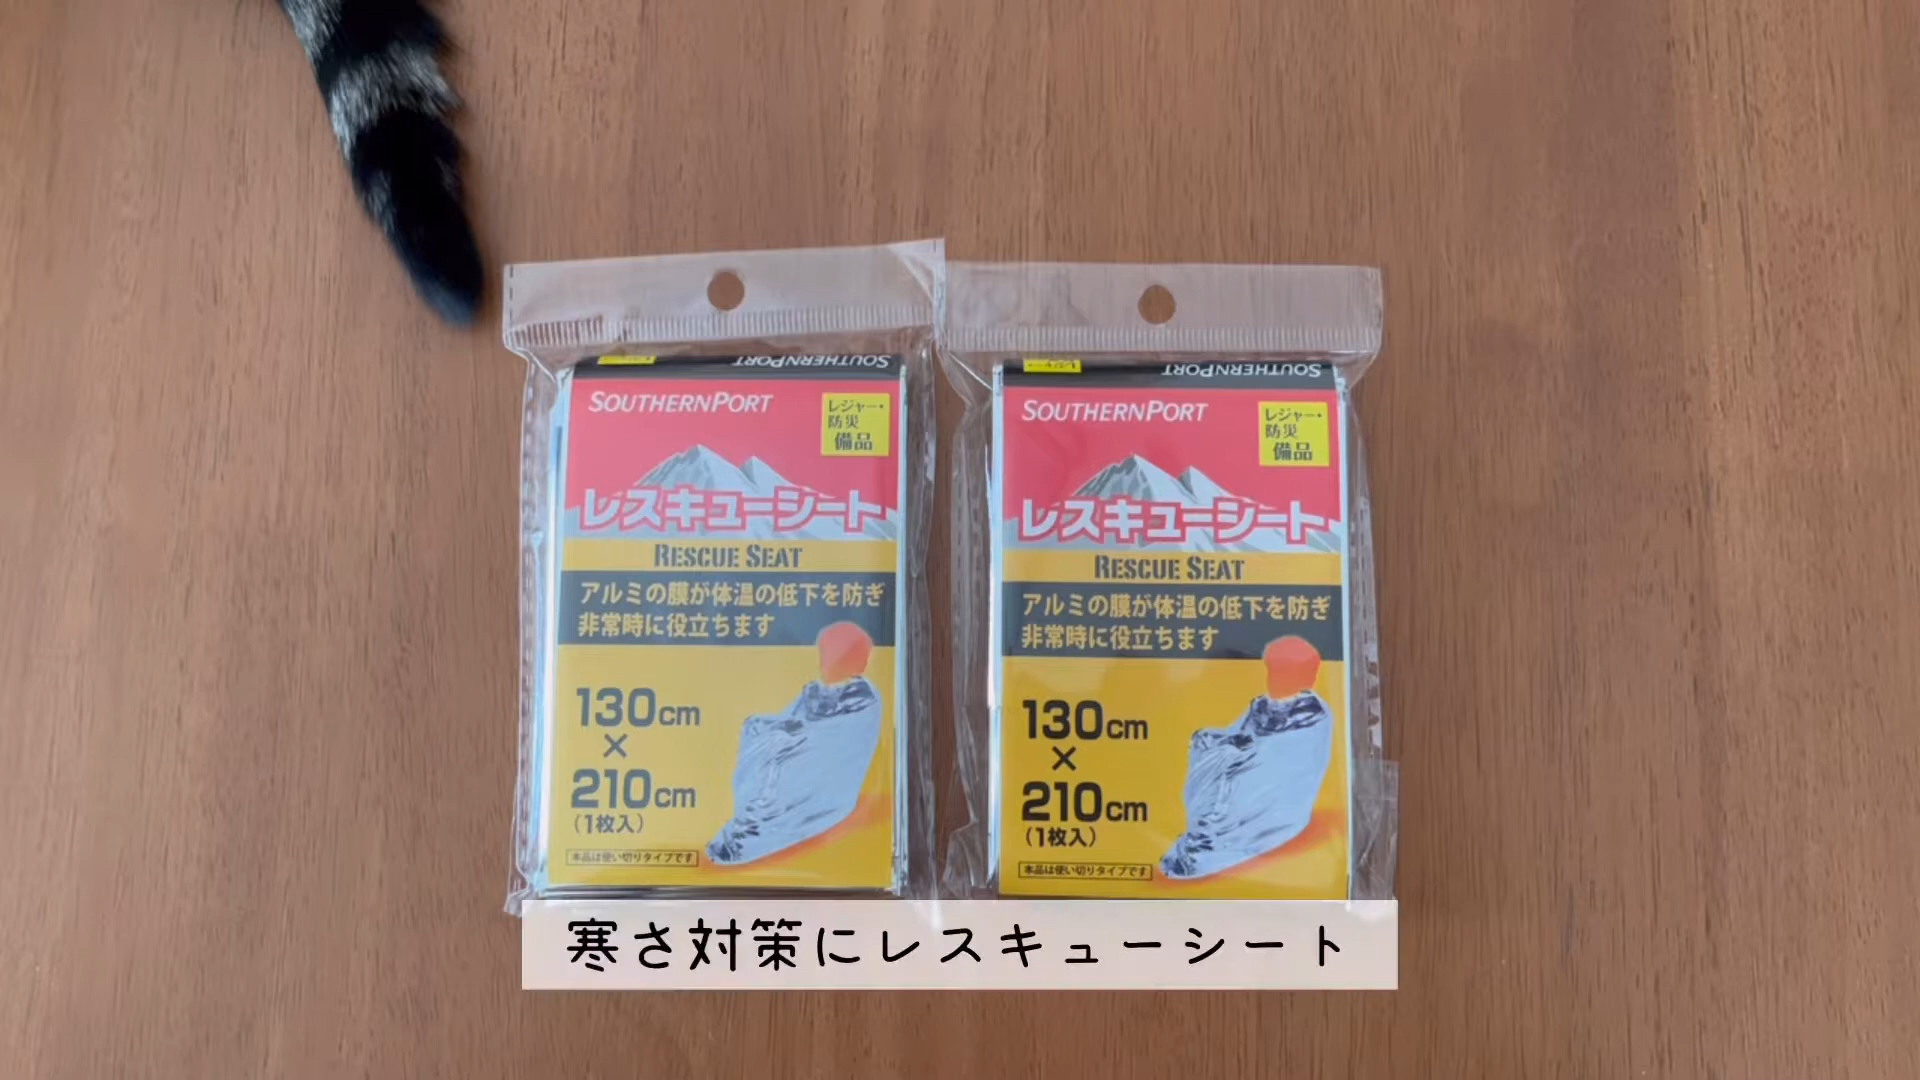 SOUTHERNPORT
SOUTHERNPORT
レジャー・
防災
備品
レスキューシート
RESCUE SEAT
アルミの膜が体温の低下を防ぎ
非常時に役立ちます
130cm
×
210cm
(1枚入)
本品は使い切りタイプです
SOUTHERNPORT
SOUTHERNPORT
レジャー・
防災
備品
レスキューシート
RESCUE SEAT
アルミの膜が体温の低下を防ぎ
非常時に役立ちます
130cm
×
210cm
(1枚入)
本品は使い切りタイプです
寒さ対策にレスキューシート